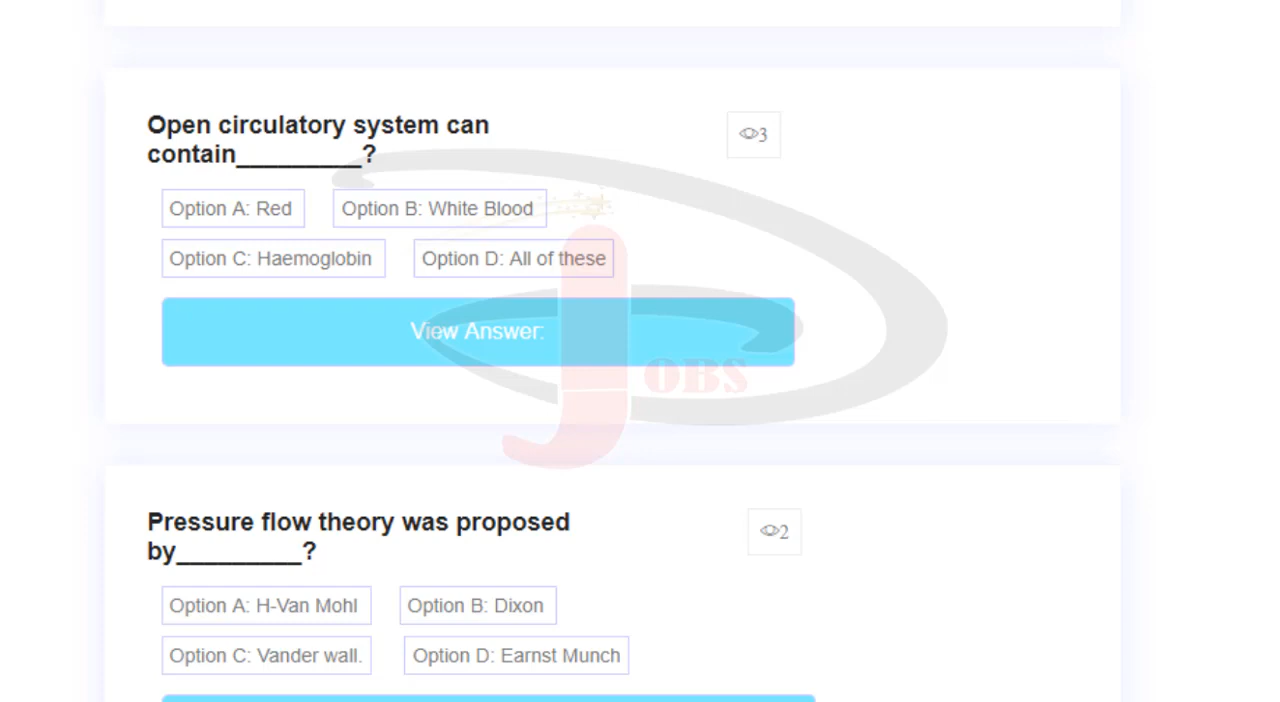 Open circulatory system can
contain_________?
3
Option A: Red
Option B: White Blood
Option C: Haemoglobin
Option D: All of these
View Answer:
JOBS
Pressure flow theory was proposed
by_________?
2
Option A: H-Van Mohl
Option B: Dixon
Option C: Vander wall.
Option D: Earnst Munch